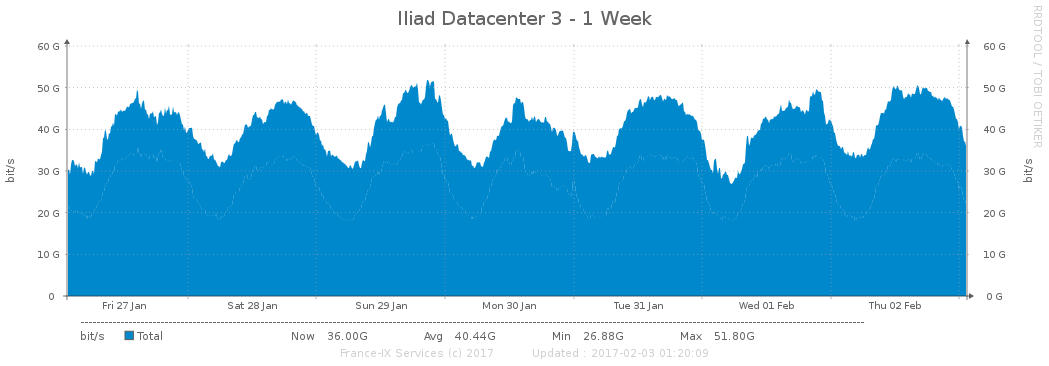 Iliad Datacenter 3 - 1 Week
RRDTOOL / TOBI OETIKER
60 G 60 G
50 G 50 G
40 G 40 G
30 G 30 G
20 G 20 G
10 G 10 G
0 0 G
bit/s bit/s
Fri 27 Jan Sat 28 Jan Sun 29 Jan Mon 30 Jan Tue 31 Jan Wed 01 Feb Thu 02 Feb
bit/s Total Now 36.00G Avg 40.44G Min 26.88G Max 51.80G
France-IX Services (c) 2017 Updated : 2017-02-03 01:20:09